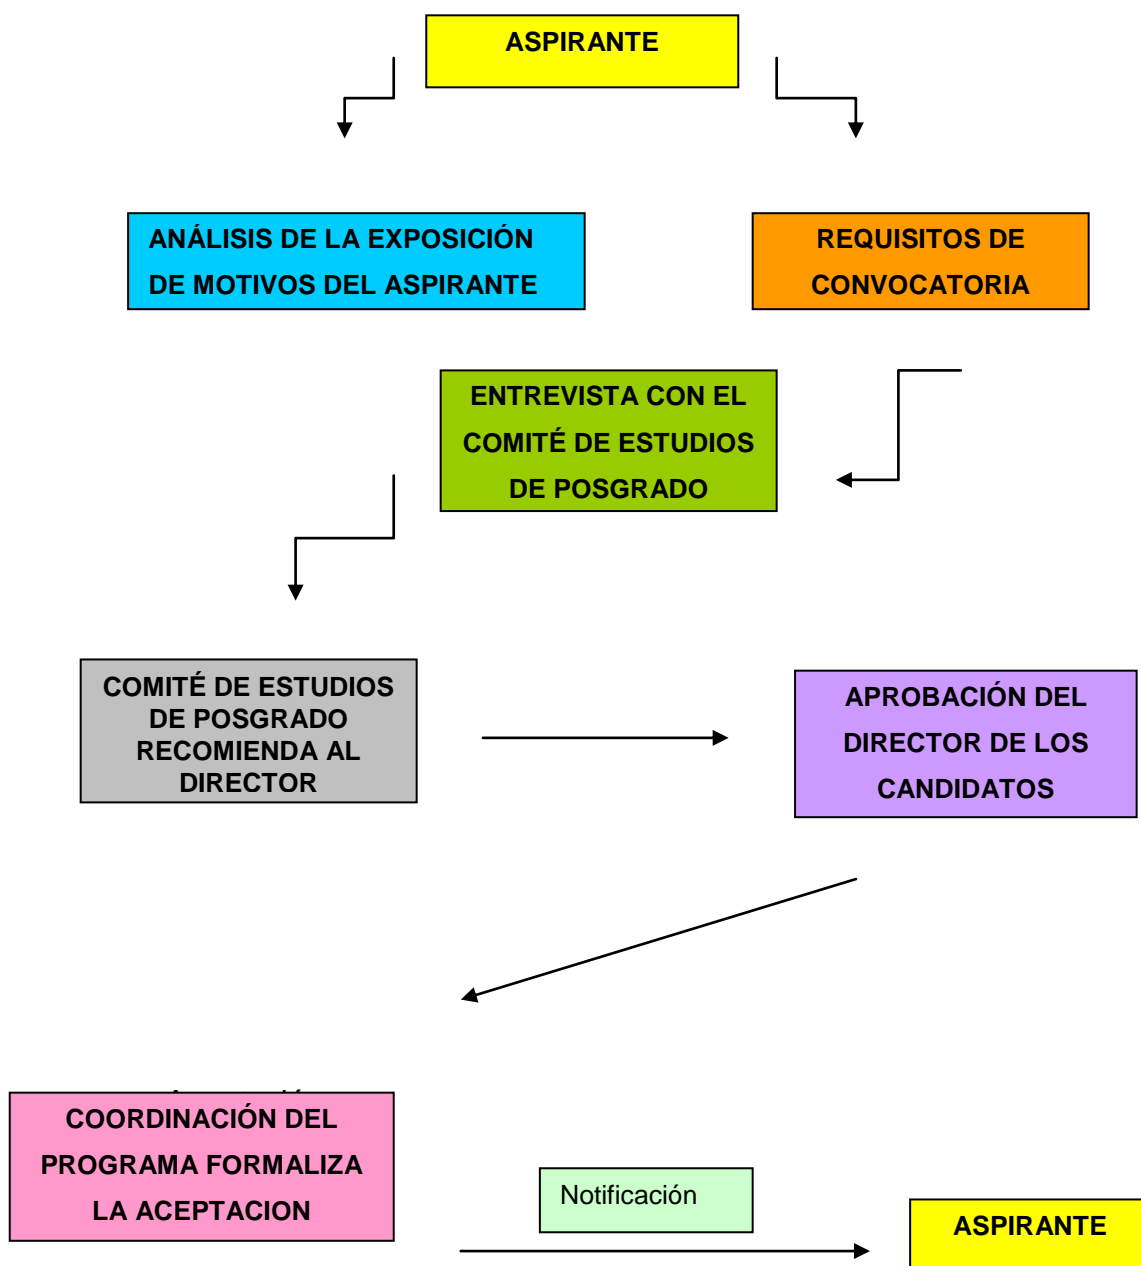 ASPIRANTE
ANÁLISIS DE LA EXPOSICIÓN
DE MOTIVOS DEL ASPIRANTE
REQUISITOS DE
CONVOCATORIA
ENTREVISTA CON EL
COMITÉ DE ESTUDIOS
DE POSGRADO
COMITÉ DE ESTUDIOS
DE POSGRADO
RECOMIENDA AL
DIRECTOR
APROBACIÓN DEL
DIRECTOR DE LOS
CANDIDATOS
COORDINACIÓN DEL
PROGRAMA FORMALIZA
LA ACEPTACION
Notificación
ASPIRANTE